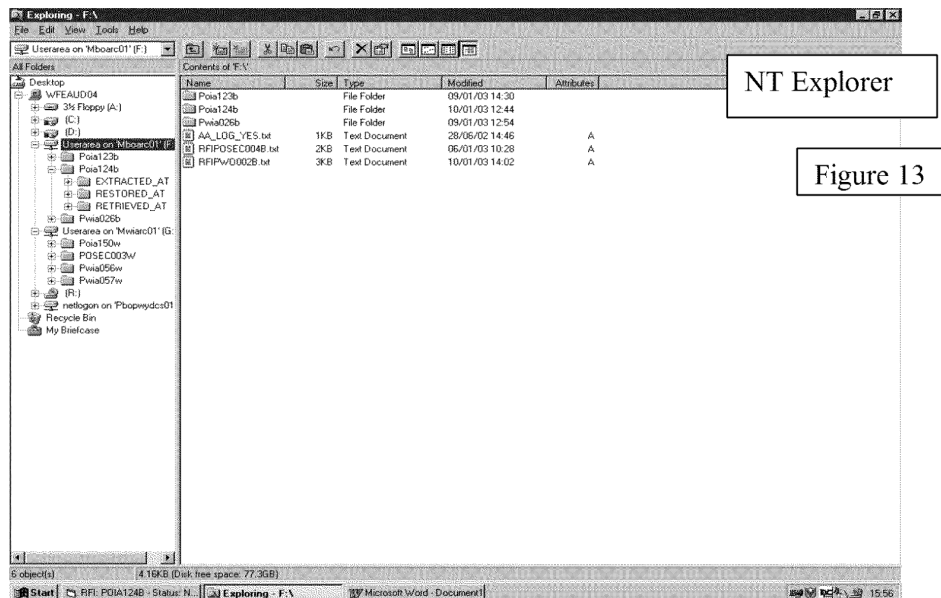 Exploring - F:\
File Edit View Tools Help
Userarea on 'Mboarc01' (F:)
All Folders
Contents of 'F:\'
NT Explorer
Figure 13
Desktop
WFEAUD04
3½ Floppy (A:)
(C:)
(D:)
Userarea on 'Mboarc01' (F
Poia123b
Poia124b
EXTRACTED_AT
RESTORED_AT
RETRIEVED_AT
Pwia026b
Userarea on 'Mwiarc01' (G:
Poia150w
POSEC003W
Pwia056w
Pwia057w
(R:)
netlogon on 'Pbopwydcs01
Recycle Bin
My Briefcase
Name Size Type Modified Attributes
Poia123b File Folder 09/01/03 14:30
Poia124b File Folder 10/01/03 12:44
Pwia026b File Folder 09/01/03 12:54
AA_LOG_YES.txt 1KB Text Document 28/06/02 14:46 A
RFIPOSEC004B.txt 2KB Text Document 06/01/03 10:28 A
RFIPWO002B.txt 3KB Text Document 10/01/03 14:02 A
6 object(s) 4.16KB (Disk free space: 77.3GB)
Start RFI: POIA124B - Status: N... Exploring - F:\ Microsoft Word - Document1 15:56